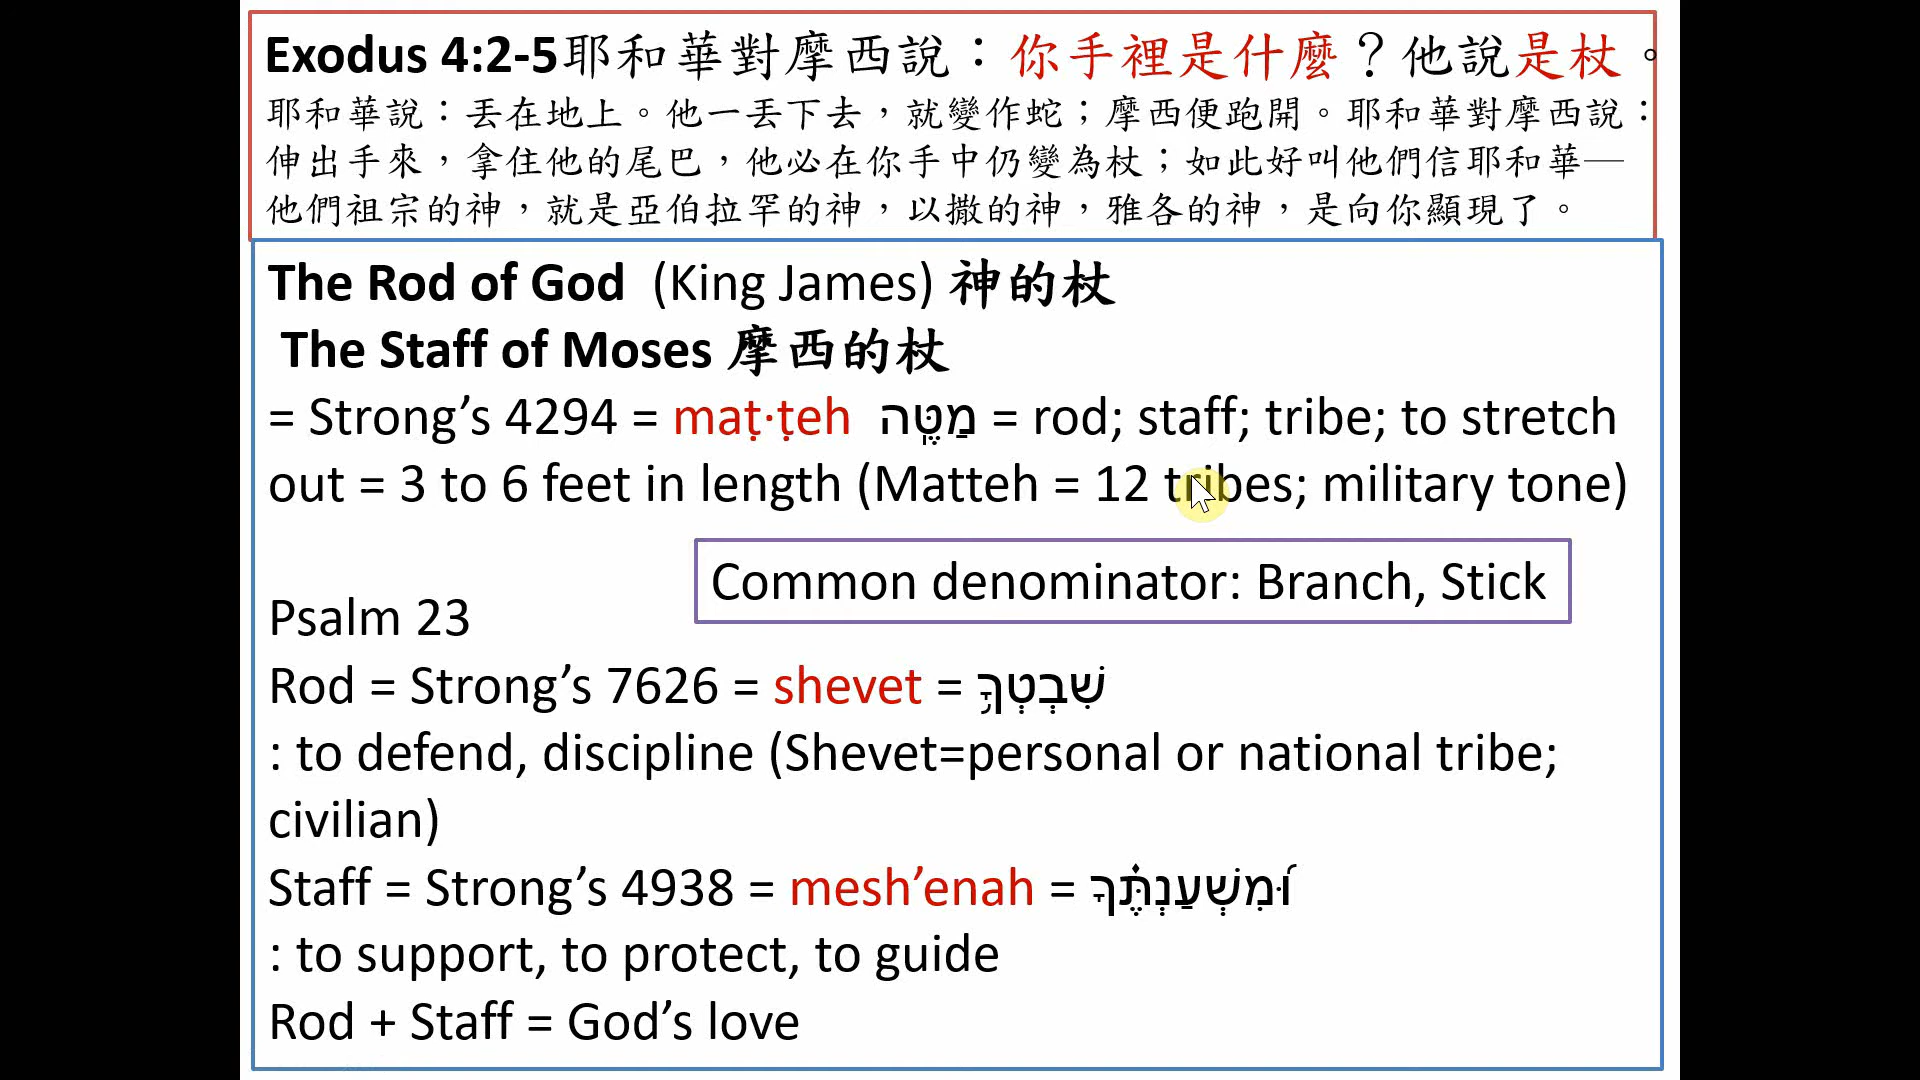 Exodus 4:2-5耶和華對摩西說：你手裡是什麼？他說是杖。
耶和華說：丟在地上。他一丟下去，就變作蛇；摩西便跑開。耶和華對摩西說：
伸出手來，拿住他的尾巴，他必在你手中仍變為杖；如此好叫他們信耶和華─
他們祖宗的神，就是亞伯拉罕的神，以撒的神，雅各的神，是向你顯現了。
The Rod of God (King James) 神的杖
The Staff of Moses 摩西的杖
= Strong’s 4294 = maṭ·ṭeh מַטֶּ֖ה = rod; staff; tribe; to stretch
out = 3 to 6 feet in length (Matteh = 12 tribes; military tone)
Common denominator: Branch, Stick
Psalm 23
Rod = Strong’s 7626 = shevet = שִׁבְטְךָ֥
: to defend, discipline (Shevet=personal or national tribe;
civilian)
Staff = Strong’s 4938 = mesh’enah = וּ֝מִשְׁעַנְתֶּ֗ךָ
: to support, to protect, to guide
Rod + Staff = God’s love